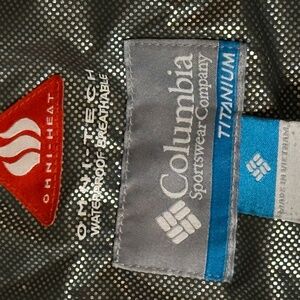 OMNI-HEAT
OMNI-TECH
WATERPROOF/BREATHABLE
Columbia
Sportswear Company
TITANIUM
MADE IN VIETNAM